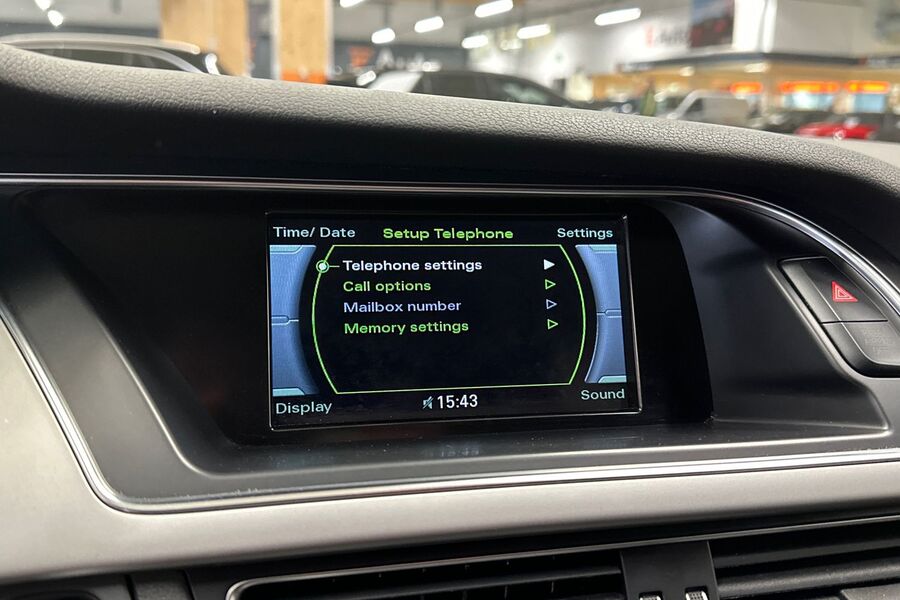 Time/ Date
Setup Telephone
Settings
Telephone settings
Call options
Mailbox number
Memory settings
Display
15:43
Sound